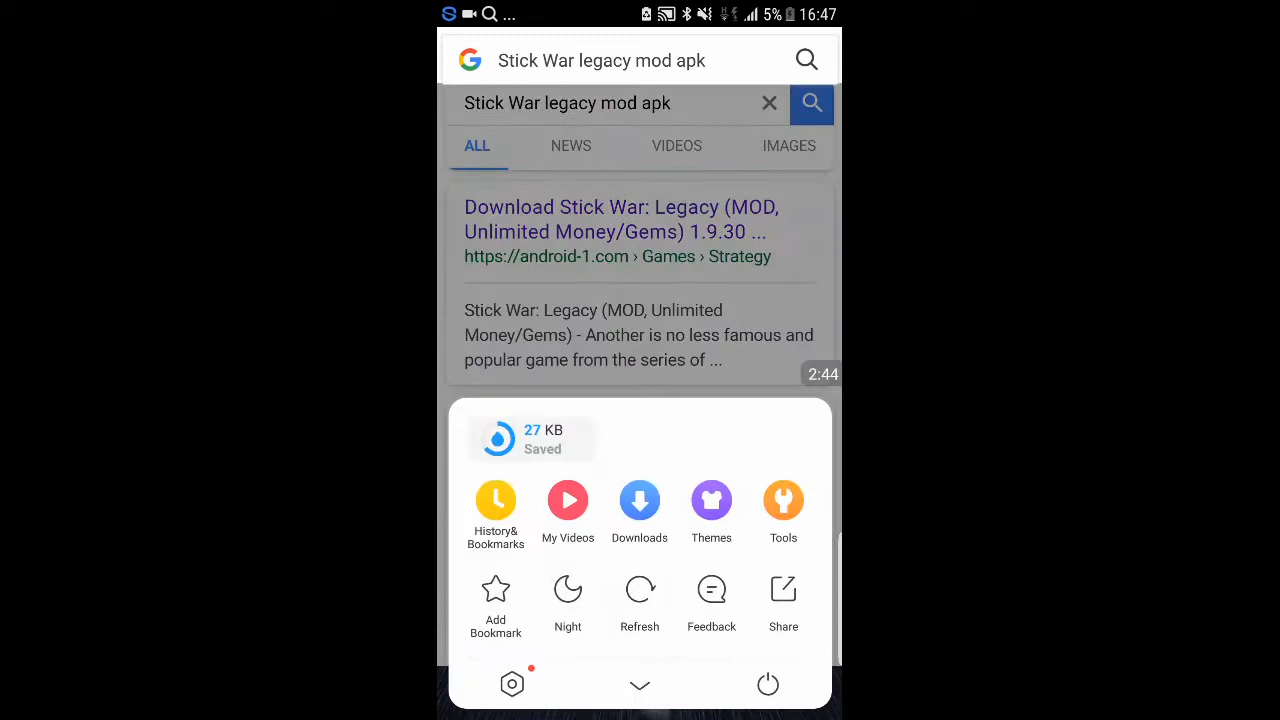 ... 5% 16:47
Stick War legacy mod apk
Stick War legacy mod apk
ALL NEWS VIDEOS IMAGES
Download Stick War: Legacy (MOD,
Unlimited Money/Gems) 1.9.30 ...
https://android-1.com › Games › Strategy
Stick War: Legacy (MOD, Unlimited
Money/Gems) - Another is no less famous and
popular game from the series of ...
2:44
27 KB
Saved
History&
Bookmarks
My Videos
Downloads
Themes
Tools
Add
Bookmark
Night
Refresh
Feedback
Share